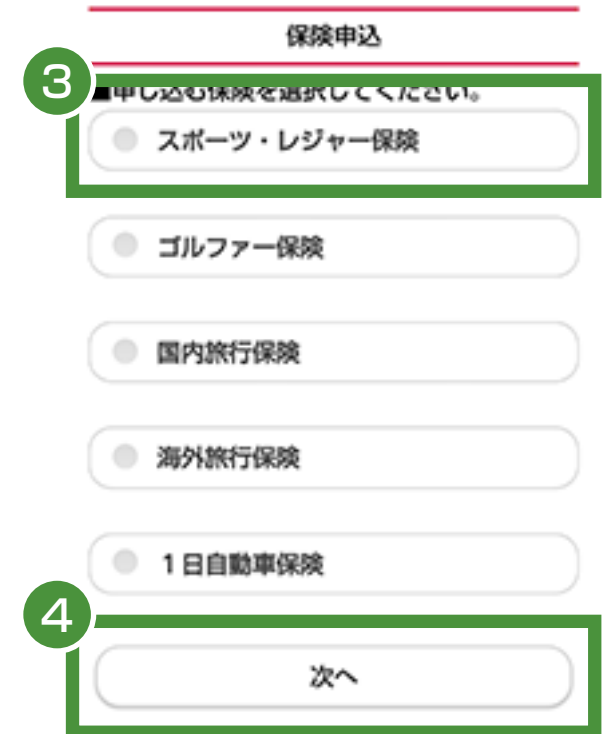 保険申込
3
■申し込む保険を選択してください。
スポーツ・レジャー保険
ゴルファー保険
国内旅行保険
海外旅行保険
1日自動車保険
4
次へ